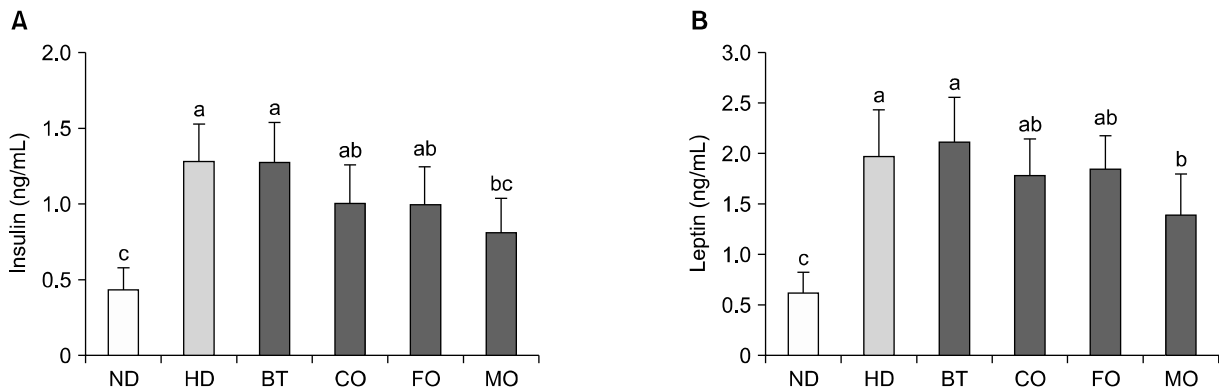 A
Insulin (ng/mL)
2.0
1.5
1.0
0.5
0
c
a
a
ab
ab
bc
ND HD BT CO FO MO
B
Leptin (ng/mL)
3.0
2.5
2.0
1.5
1.0
0.5
0
c
a
a
ab
ab
b
ND HD BT CO FO MO